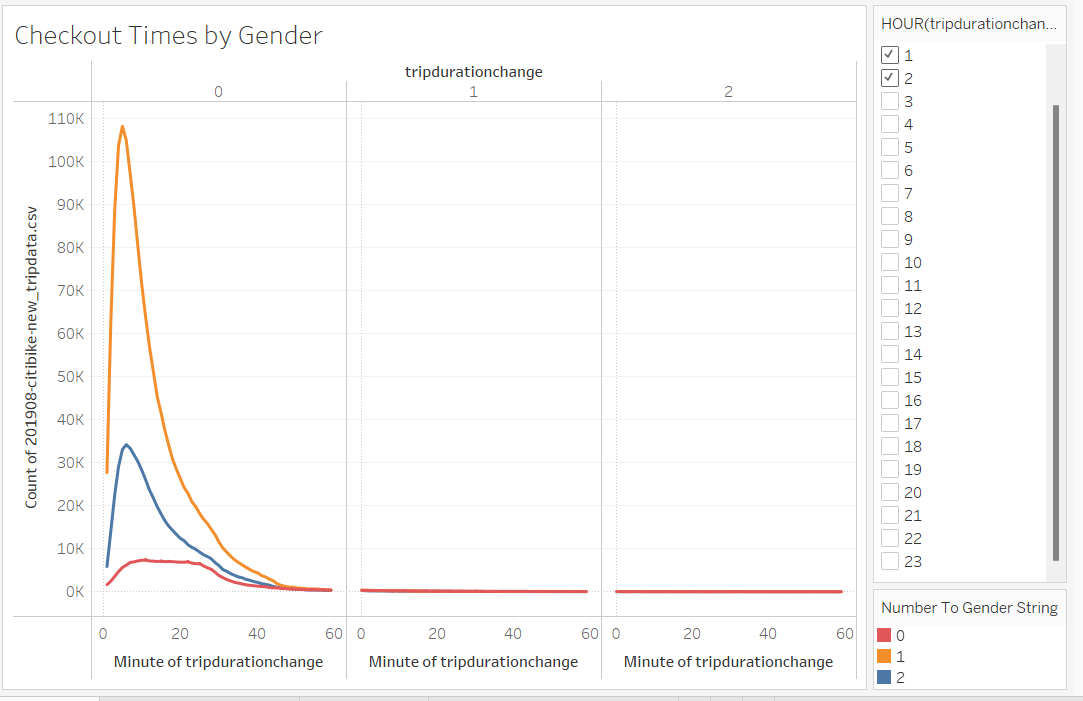 Checkout Times by Gender
tripdurationchange
0 1 2
110K
100K
90K
80K
70K
60K
50K
40K
30K
20K
10K
0K
Count of 201908-citibike-new_tripdata.csv
0 20 40 60 0 20 40 60 0 20 40 60
Minute of tripdurationchange Minute of tripdurationchange Minute of tripdurationchange
HOUR(tripdurationchan...
1
2
3
4
5
6
7
8
9
10
11
12
13
14
15
16
17
18
19
20
21
22
23
Number To Gender String
0
1
2